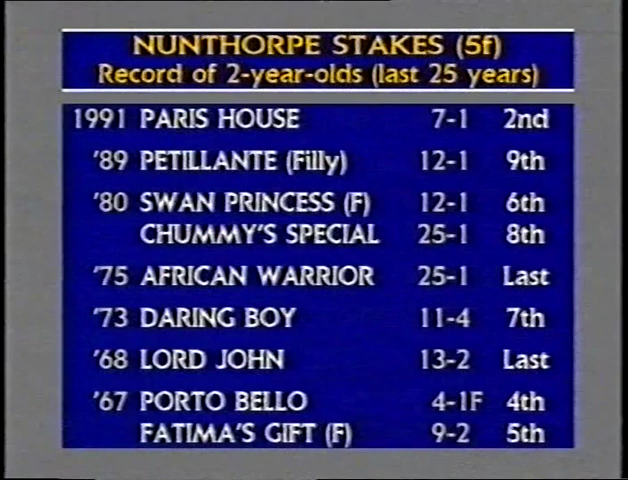 NUNTHORPE STAKES (5f)
Record of 2-year-olds (last 25 years)
1991 PARIS HOUSE 7-1 2nd
'89 PETILLANTE (Filly) 12-1 9th
'80 SWAN PRINCESS (F) 12-1 6th
CHUMMY'S SPECIAL 25-1 8th
'75 AFRICAN WARRIOR 25-1 Last
'73 DARING BOY 11-4 7th
'68 LORD JOHN 13-2 Last
'67 PORTO BELLO 4-1F 4th
FATIMA'S GIFT (F) 9-2 5th